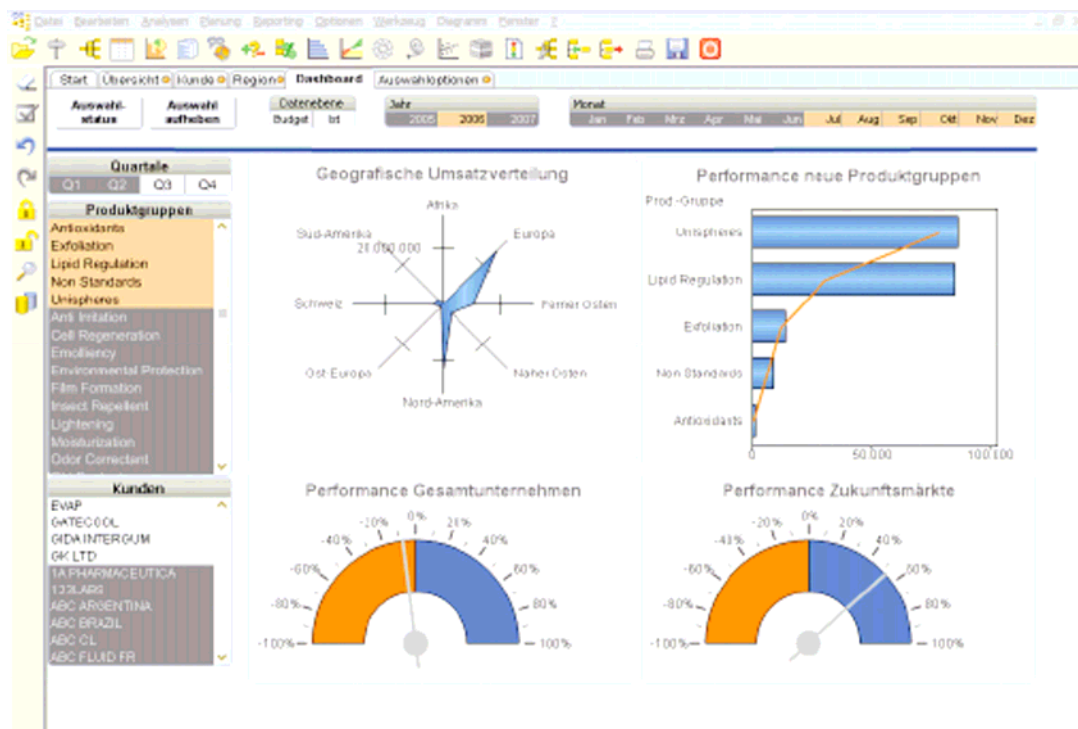 Datei Bearbeiten Analysen Planung Reporting Optionen Werkzeug Diagramm Fenster ?
Start Übersicht Kunde Region Dashboard Auswahloptionen
Auswahl-status
Auswahl aufheben
Datenebene
Budget Ist
Jahr
2005 2006 2007
Monat
Jan Feb Mrz Apr Mai Jun Jul Aug Sep Okt Nov Dez
Quartale
Q1 Q2 Q3 Q4
Produktgruppen
Antioxidants
Exfoliation
Lipid Regulation
Non Standards
Unispheres
Anti Irritation
Cell Regeneration
Emolliency
Environmental Protection
Film Formation
Insect Repellent
Lightening
Moisturization
Odor Correctant
Kunden
EVAP
GATECOOL
GIDA INTERGUM
GK LTD
1A PHARMACEUTICA
123LABS
ABC ARGENTINA
ABC BRAZIL
ABC CL
ABC FLUID FR
Geografische Umsatzverteilung
Afrika
Süd-Amerika
Europa
20.000.000
Schweiz
Ferner Osten
Ost-Europa
Naher Osten
Nord-Amerika
Performance neue Produktgruppen
Prod.-Gruppe
Unispheres
Lipid Regulation
Exfoliation
Non Standards
Antioxidants
0 50.000 100.000
Performance Gesamtunternehmen
-100% -80% -60% -40% -20% 0% 20% 40% 60% 80% 100%
Performance Zukunftsmärkte
-100% -80% -60% -40% -20% 0% 20% 40% 60% 80% 100%